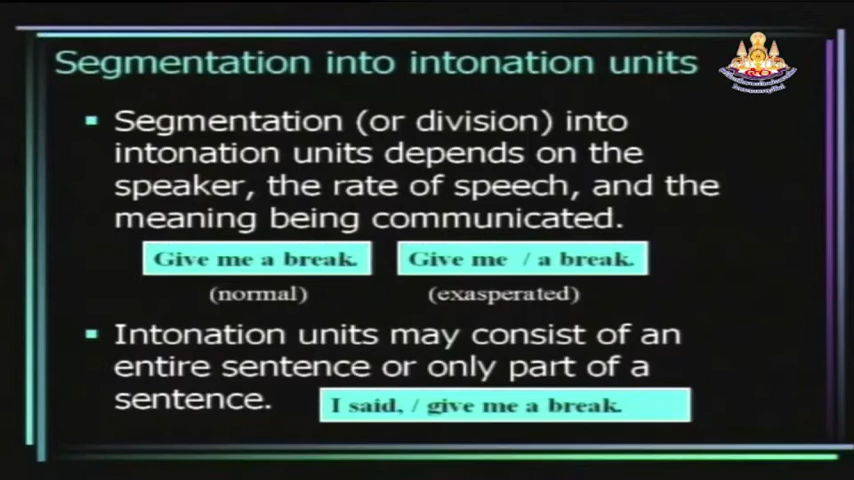 Segmentation into intonation units
▪ Segmentation (or division) into
intonation units depends on the
speaker, the rate of speech, and the
meaning being communicated.
Give me a break. Give me / a break.
(normal) (exasperated)
▪ Intonation units may consist of an
entire sentence or only part of a
sentence. I said, / give me a break.